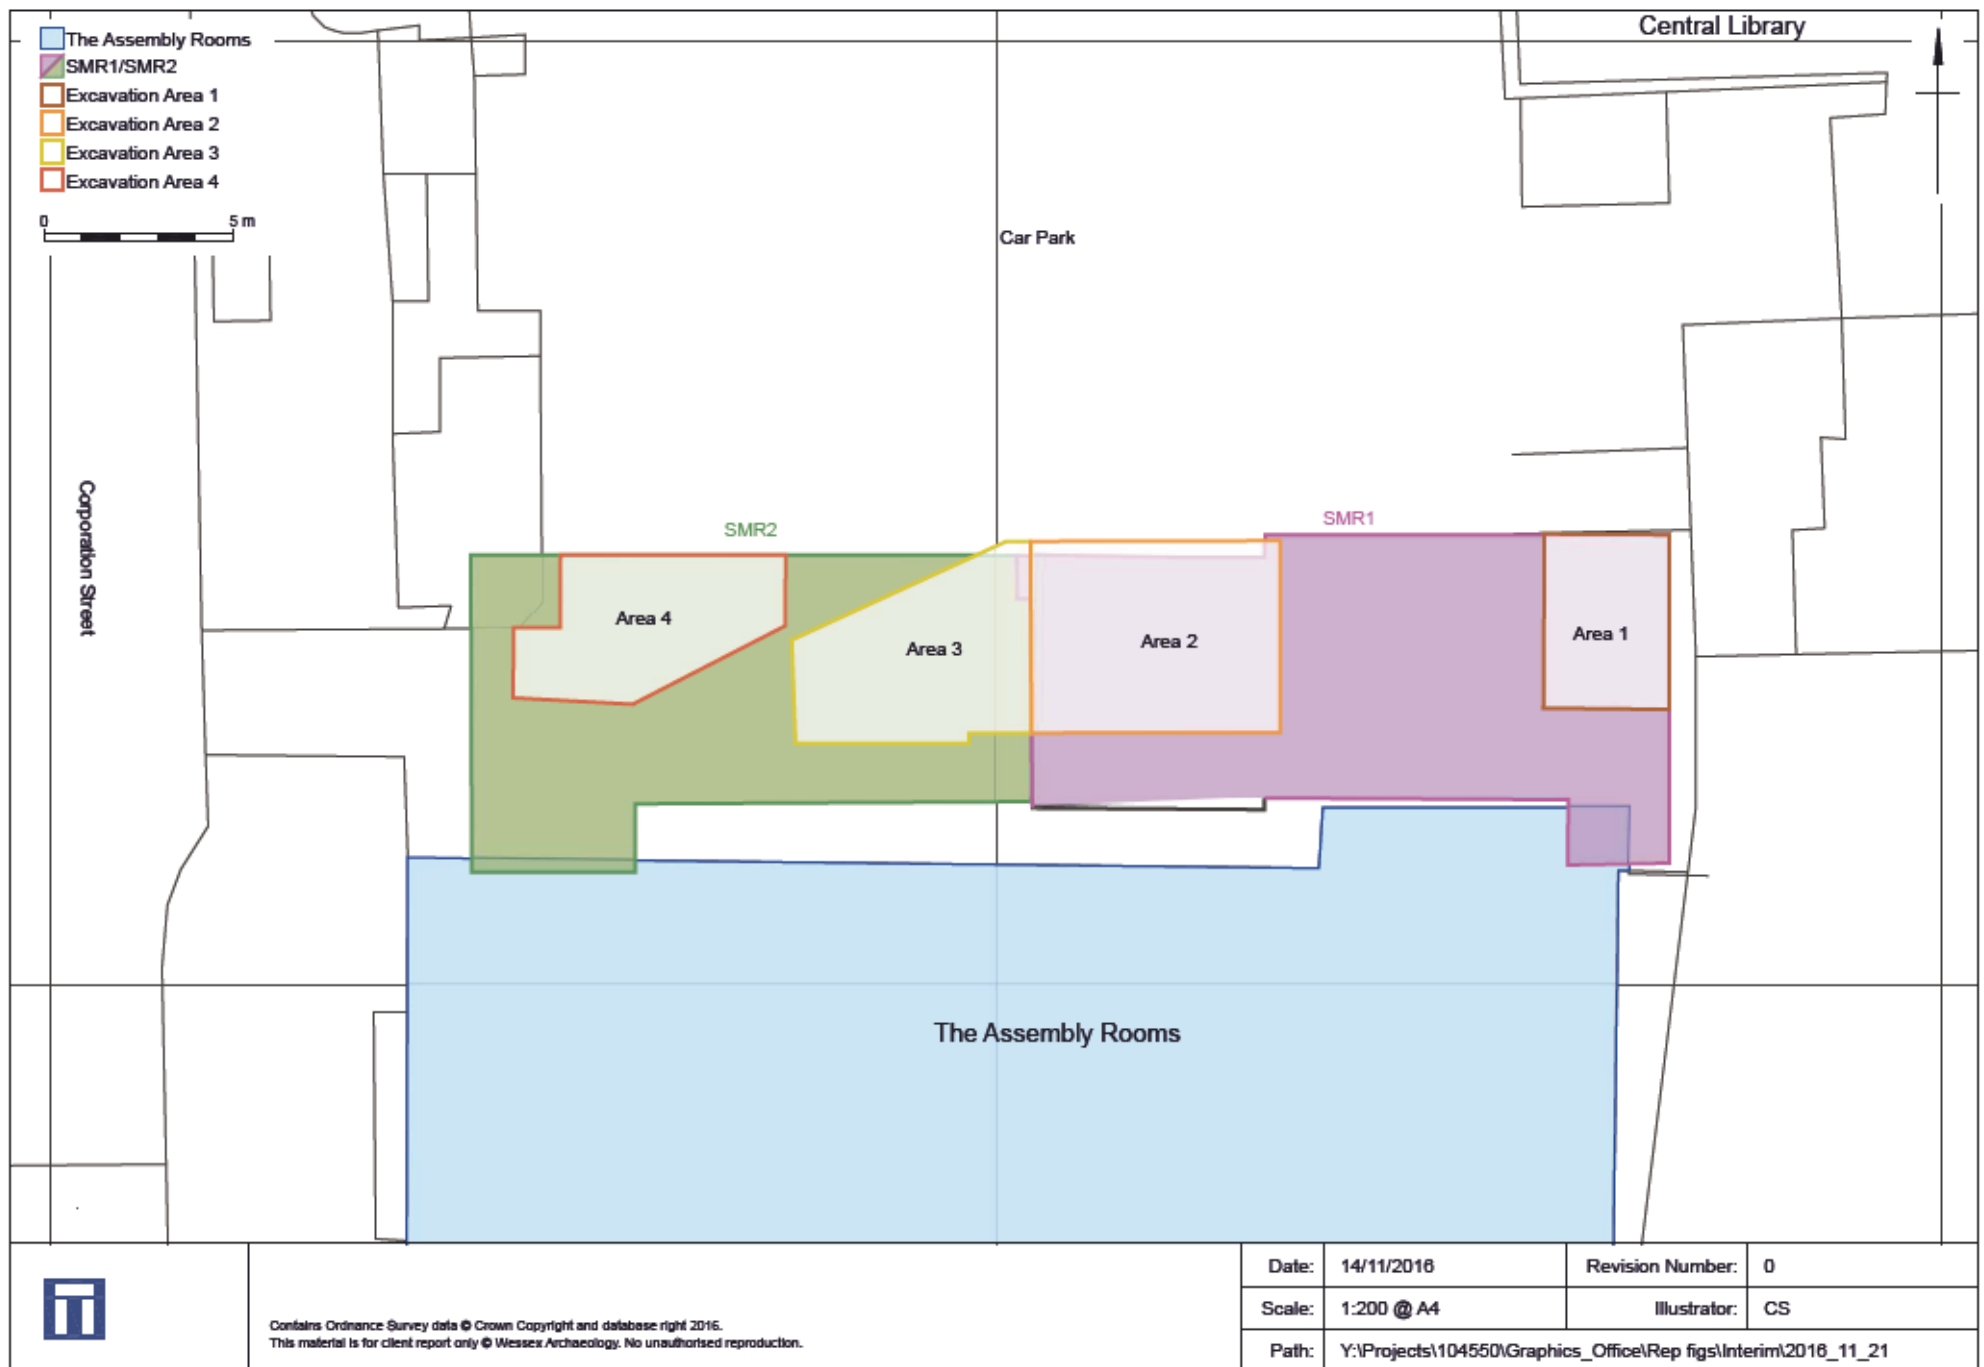 Central Library
The Assembly Rooms
SMR1/SMR2
Excavation Area 1
Excavation Area 2
Excavation Area 3
Excavation Area 4
0 5 m
Car Park
Corporation Street
SMR2
SMR1
Area 4
Area 3
Area 2
Area 1
The Assembly Rooms
Date: 14/11/2016 Revision Number: 0
Scale: 1:200 @ A4 Illustrator: CS
Path: Y:\Projects\104550\Graphics_Office\Rep figs\Interim\2016_11_21
Contains Ordnance Survey data © Crown Copyright and database right 2016.
This material is for client report only © Wessex Archaeology. No unauthorised reproduction.